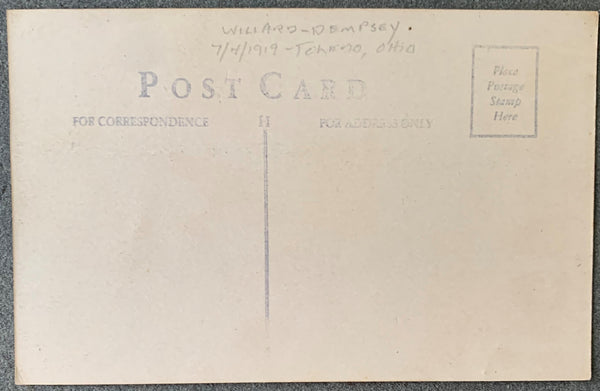 WILLARD-DEMPSEY.
7/4/1919-TOLEDO, OHIO
POST CARD
FOR CORRESPONDENCE
FOR ADDRESS ONLY
Place
Postage
Stamp
Here